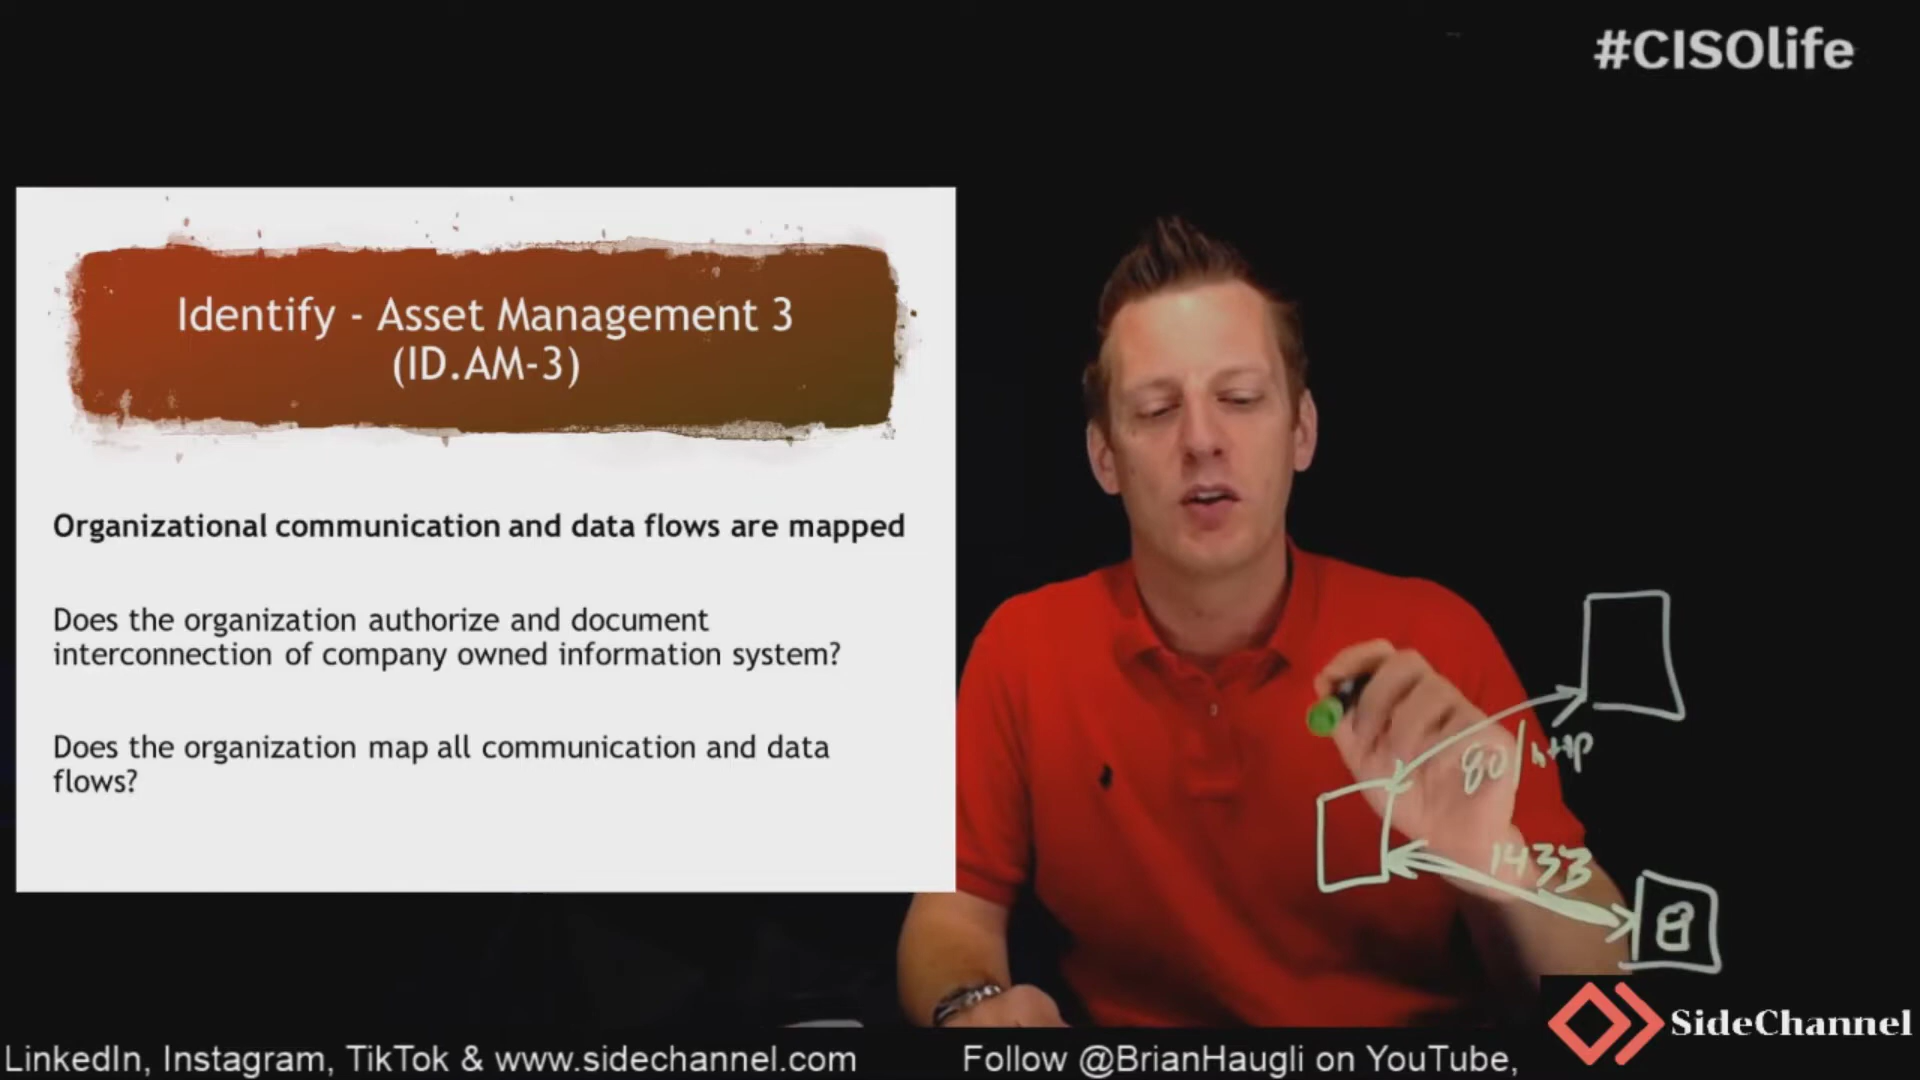 #CISOlife
Identify - Asset Management 3
(ID.AM-3)
Organizational communication and data flows are mapped
Does the organization authorize and document
interconnection of company owned information system?
Does the organization map all communication and data
flows?
80/http
1433
SideChannel
LinkedIn, Instagram, TikTok & www.sidechannel.com
Follow @BrianHaugli on YouTube,